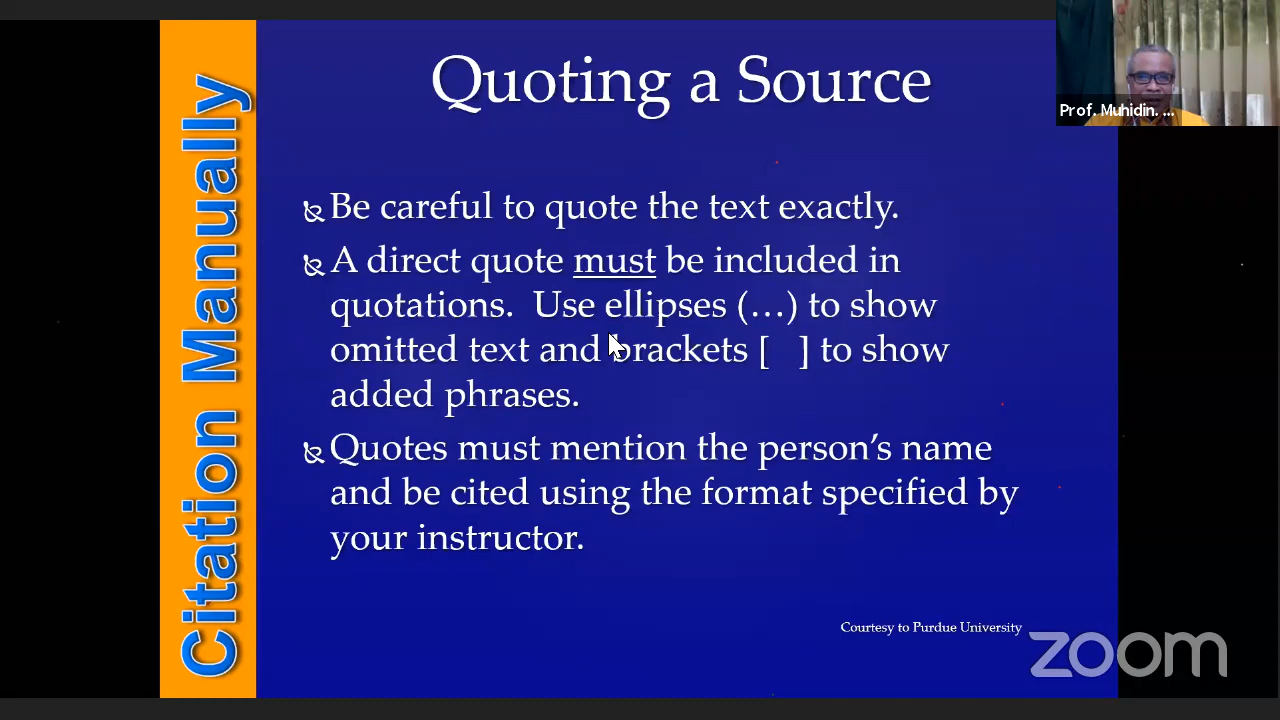 Citation Manually
Quoting a Source
Prof. Muhidin. ...
Be careful to quote the text exactly.
A direct quote must be included in
quotations.  Use ellipses (…) to show
omitted text and brackets [   ] to show
added phrases.
Quotes must mention the person’s name
and be cited using the format specified by
your instructor.
Courtesy to Purdue University
zoom